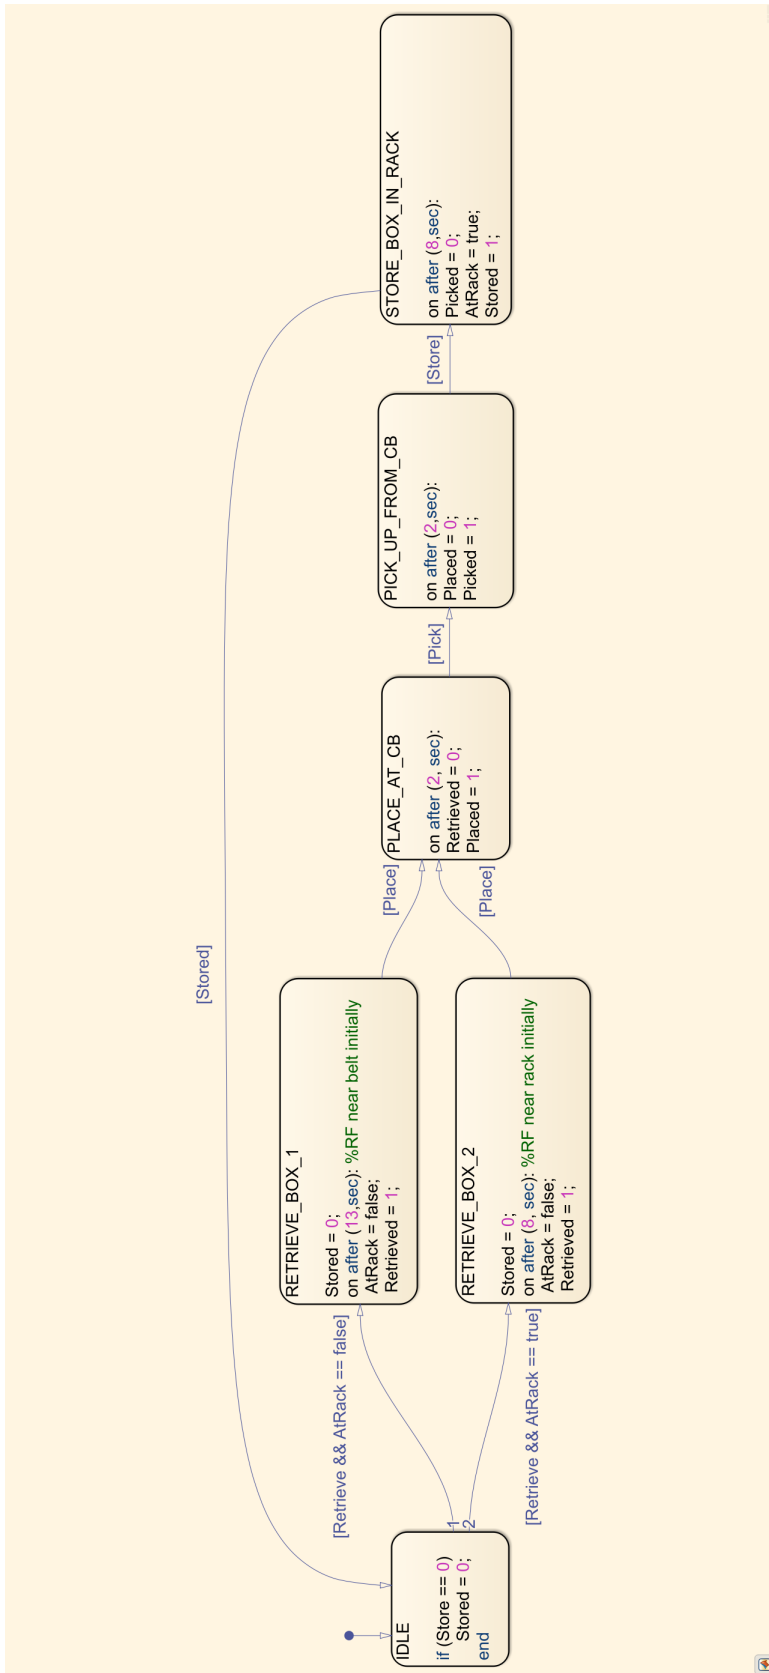 IDLE
if (Store == 0)
Stored = 0;
end
1
2
[Retrieve && AtRack == false]
[Retrieve && AtRack == true]
RETRIEVE_BOX_1
Stored = 0;
on after (13,sec): %RF near belt initially
AtRack = false;
Retrieved = 1;
RETRIEVE_BOX_2
Stored = 0;
on after (8, sec): %RF near rack initially
AtRack = false;
Retrieved = 1;
[Place]
[Place]
PLACE_AT_CB
on after (2, sec):
Retrieved = 0;
Placed = 1;
[Pick]
PICK_UP_FROM_CB
on after (2,sec):
Placed = 0;
Picked = 1;
[Store]
STORE_BOX_IN_RACK
on after (8,sec):
Picked = 0;
AtRack = true;
Stored = 1;
[Stored]